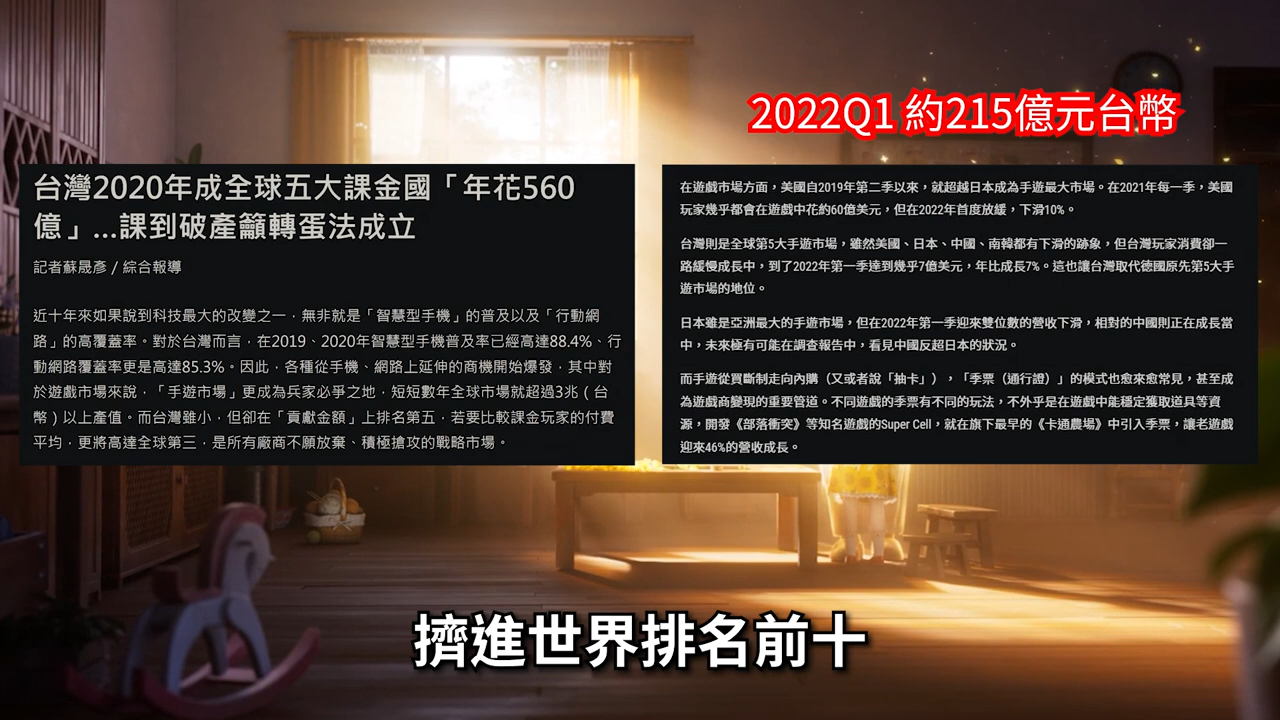 2022Q1 約215億元台幣
台灣2020年成全球五大課金國「年花560
億」...課到破產籲轉蛋法成立
記者蘇晟彥 / 綜合報導
近十年來如果說到科技最大的改變之一，無非就是「智慧型手機」的普及以及「行動網
路」的高覆蓋率。對於台灣而言，在2019、2020年智慧型手機普及率已經高達88.4%、行
動網路覆蓋率更是高達85.3%。因此，各種從手機、網路上延伸的商機開始爆發，其中對
於遊戲市場來說，「手遊市場」更成為兵家必爭之地，短短數年全球市場就超過3兆（台
幣）以上產值。而台灣雖小，但卻在「貢獻金額」上排名第五，若要比較課金玩家的付費
平均，更將高達全球第三，是所有廠商不願放棄、積極搶攻的戰略市場。
在遊戲市場方面，美國自2019年第二季以來，就超越日本成為手遊最大市場。在2021年每一季，美國
玩家幾乎都會在遊戲中花約60億美元，但在2022年首度放緩，下滑10%。
台灣則是全球第5大手遊市場，雖然美國、日本、中國、南韓都有下滑的跡象，但台灣玩家消費卻一
路緩慢成長中，到了2022年第一季達到幾乎7億美元，年比成長7%。這也讓台灣取代德國原先第5大手
遊市場的地位。
日本雖是亞洲最大的手遊市場，但在2022年第一季迎來雙位數的營收下滑，相對的中國則正在成長當
中，未來極有可能在調查報告中，看見中國反超日本的狀況。
而手遊從買斷制走向內購（又或者說「抽卡」），「季票（通行證）」的模式也愈來愈常見，甚至成
為遊戲商變現的重要管道。不同遊戲的季票有不同的玩法，不外乎是在遊戲中能穩定獲取道具等資
源，開發《部落衝突》等知名遊戲的Super Cell，就在旗下最早的《卡通農場》中引入季票，讓老遊戲
迎來46%的營收成長。
擠進世界排名前十